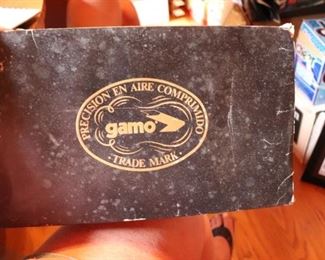 PRECISION EN AIRE COMPRIMIDO
gamo
· TRADE MARK ·